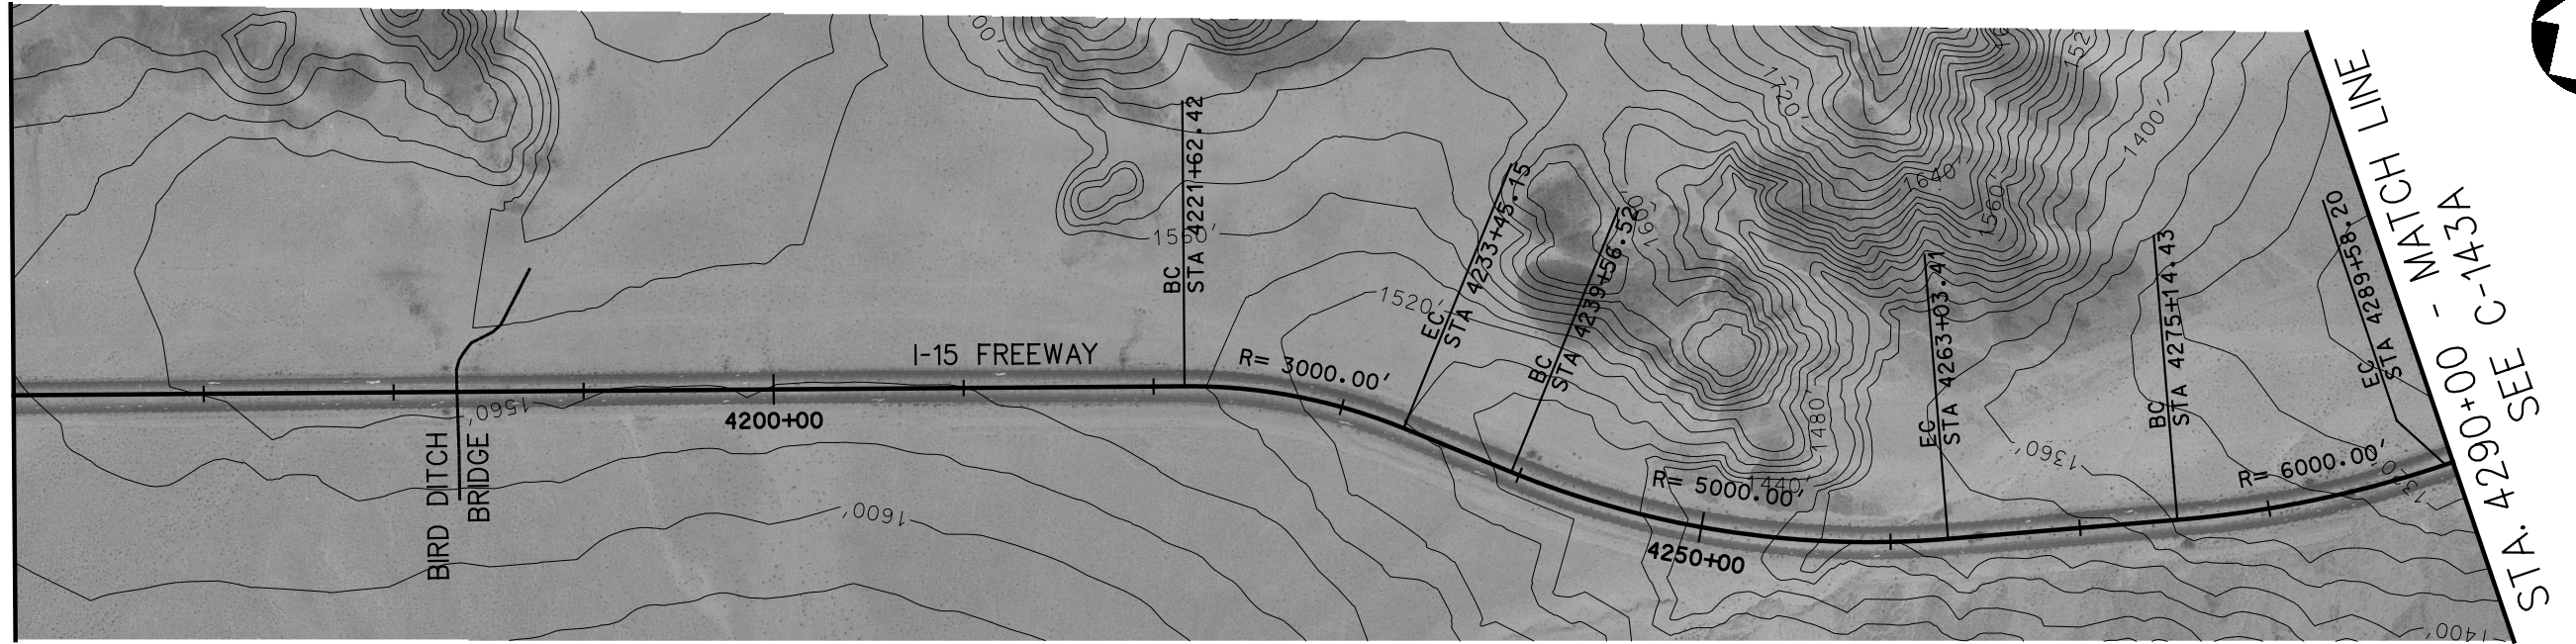 I-15 FREEWAY
BIRD DITCH
BRIDGE
4200+00
BC
STA 4221+62.42
R= 3000.00'
EC
STA 4233+45.15
BC
STA 4239+56.52
R= 5000.00'
4250+00
EC
STA 4263+03.41
BC
STA 4275+14.43
R= 6000.00'
EC
STA 4289+58.20
STA. 4290+00 - MATCH LINE
SEE C-143A
1560'
1600'
1560'
1520'
1720'
1640'
1560'
1400'
1480'
1440'
1360'